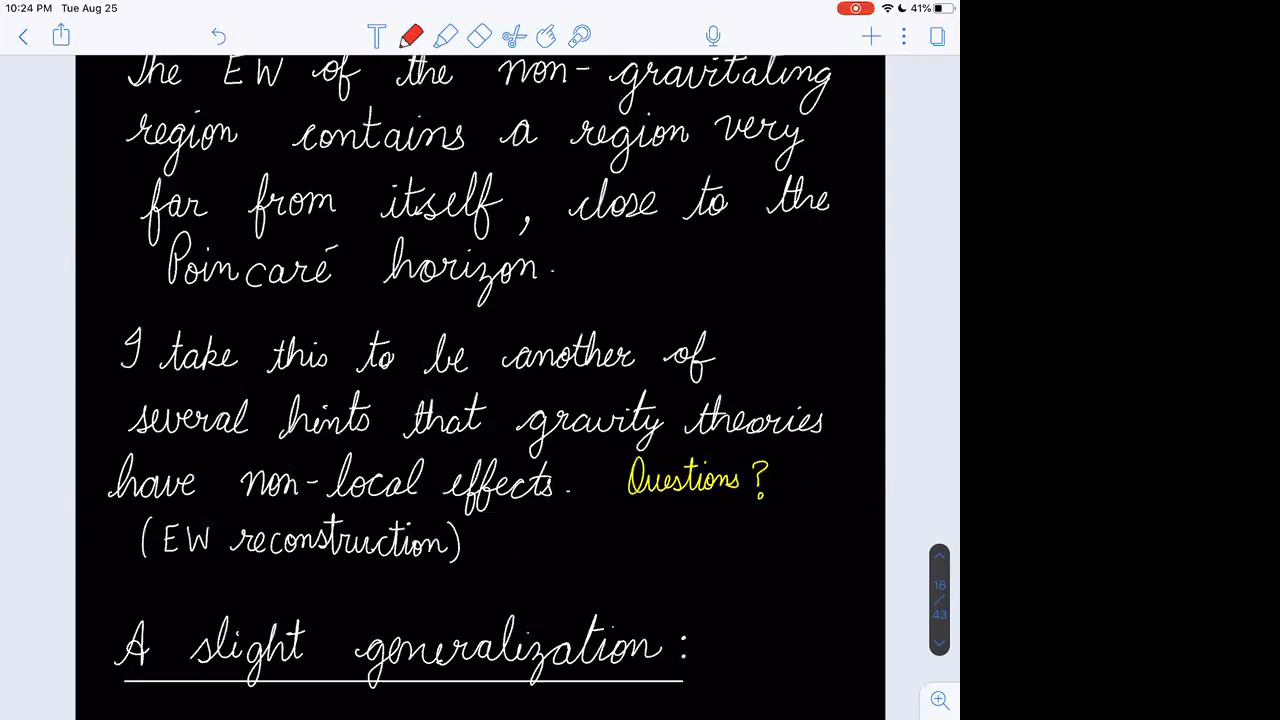 10:24 PM Tue Aug 25
41%
The EW of the non-gravitating
region contains a region very
far from itself, close to the
Poincaré horizon.
I take this to be another of
several hints that gravity theories
have non-local effects. Questions?
(EW reconstruction)
A slight generalization:
16
/
43